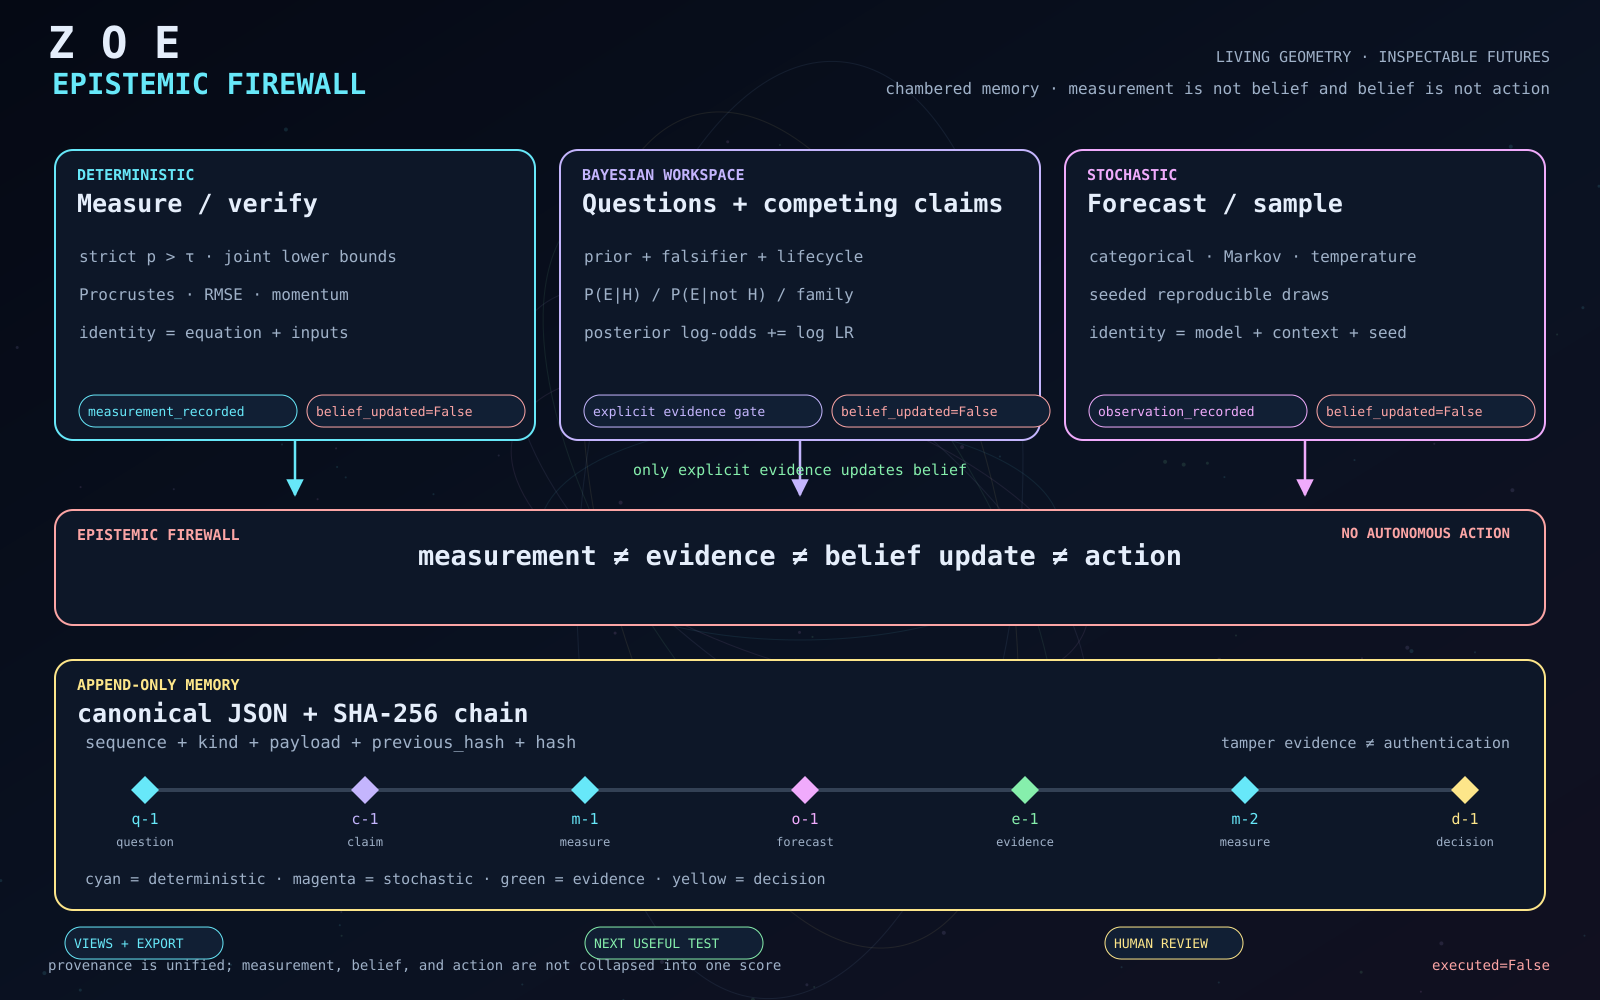 Z O E
EPISTEMIC FIREWALL
LIVING GEOMETRY · INSPECTABLE FUTURES
chambered memory · measurement is not belief and belief is not action
DETERMINISTIC
Measure / verify
strict p > τ · joint lower bounds
Procrustes · RMSE · momentum
identity = equation + inputs
measurement_recorded
belief_updated=False
BAYESIAN WORKSPACE
Questions + competing claims
prior + falsifier + lifecycle
P(E|H) / P(E|not H) / family
posterior log-odds += log LR
explicit evidence gate
belief_updated=False
STOCHASTIC
Forecast / sample
categorical · Markov · temperature
seeded reproducible draws
identity = model + context + seed
observation_recorded
belief_updated=False
only explicit evidence updates belief
EPISTEMIC FIREWALL
NO AUTONOMOUS ACTION
measurement ≠ evidence ≠ belief update ≠ action
APPEND-ONLY MEMORY
canonical JSON + SHA-256 chain
sequence + kind + payload + previous_hash + hash
tamper evidence ≠ authentication
q-1
question
c-1
claim
m-1
measure
o-1
forecast
e-1
evidence
m-2
measure
d-1
decision
cyan = deterministic · magenta = stochastic · green = evidence · yellow = decision
VIEWS + EXPORT
NEXT USEFUL TEST
HUMAN REVIEW
provenance is unified; measurement, belief, and action are not collapsed into one score
executed=False